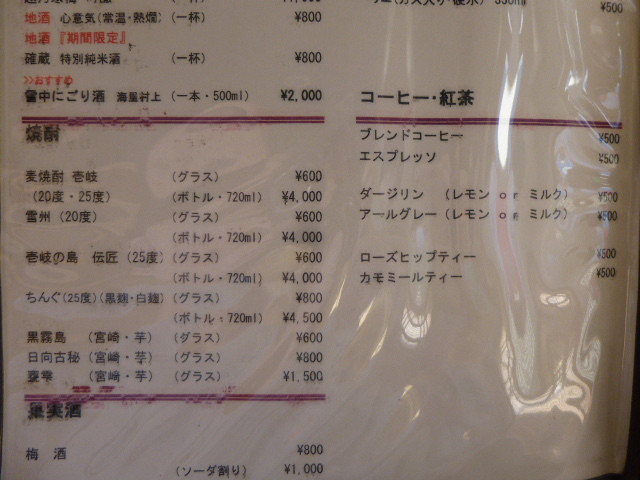 地酒 心意気(常温・熱燗) (一杯) ¥800
地酒 『期間限定』
確蔵 特別純米酒 (一杯) ¥800
>>おすすめ
雪中にごり酒 海星村上 (一本・500ml) ¥2,000
焼酎
麦焼酎 壱岐 (グラス) ¥600
(20度・25度) (ボトル・720ml) ¥4,000
雪州 (20度) (グラス) ¥600
(ボトル・720ml) ¥4,000
壱岐の島 伝匠 (25度) (グラス) ¥600
(ボトル・720ml) ¥4,000
ちんぐ(25度)(黒麹・白麹) (グラス) ¥800
(ボトル・720ml) ¥4,500
黒霧島 (宮崎・芋) (グラス) ¥600
日向古秘 (宮崎・芋) (グラス) ¥800
甕雫 (宮崎・芋) (グラス) ¥1,500
果実酒
梅 酒 ¥800
(ソーダ割り) ¥1,000
330ml ¥500
コーヒー・紅茶
ブレンドコーヒー ¥500
エスプレッソ ¥500
ダージリン (レモン or ミルク) ¥500
アールグレー (レモン or ミルク) ¥500
ローズヒップティー ¥500
カモミールティー ¥500